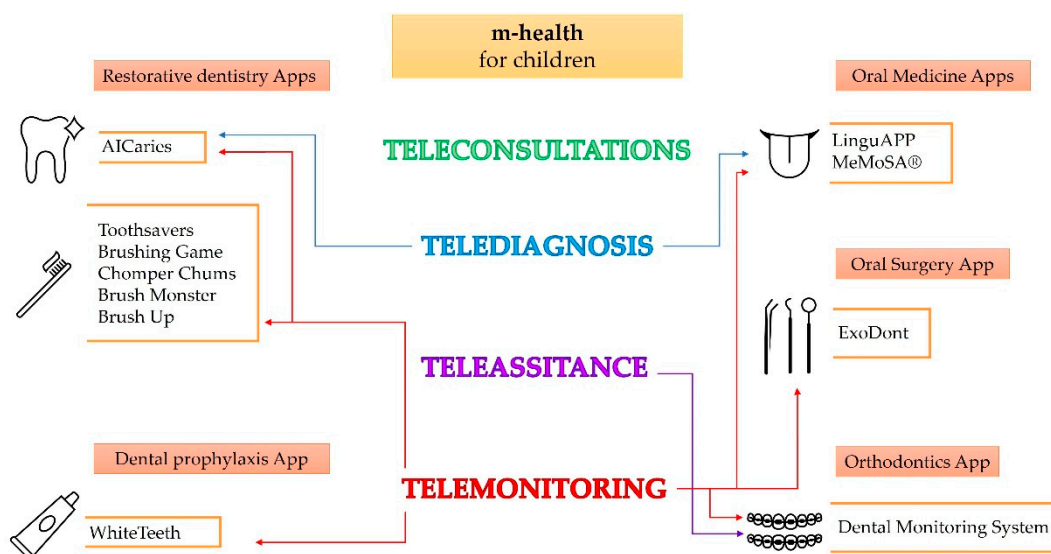 m-health
for children
Restorative dentistry Apps
AICaries
Toothsavers
Brushing Game
Chomper Chums
Brush Monster
Brush Up
Dental prophylaxis App
WhiteTeeth
TELECONSULTATIONS
TELEDIAGNOSIS
TELEASSITANCE
TELEMONITORING
Oral Medicine Apps
LinguAPP
MeMoSA®
Oral Surgery App
ExoDont
Orthodontics App
Dental Monitoring System